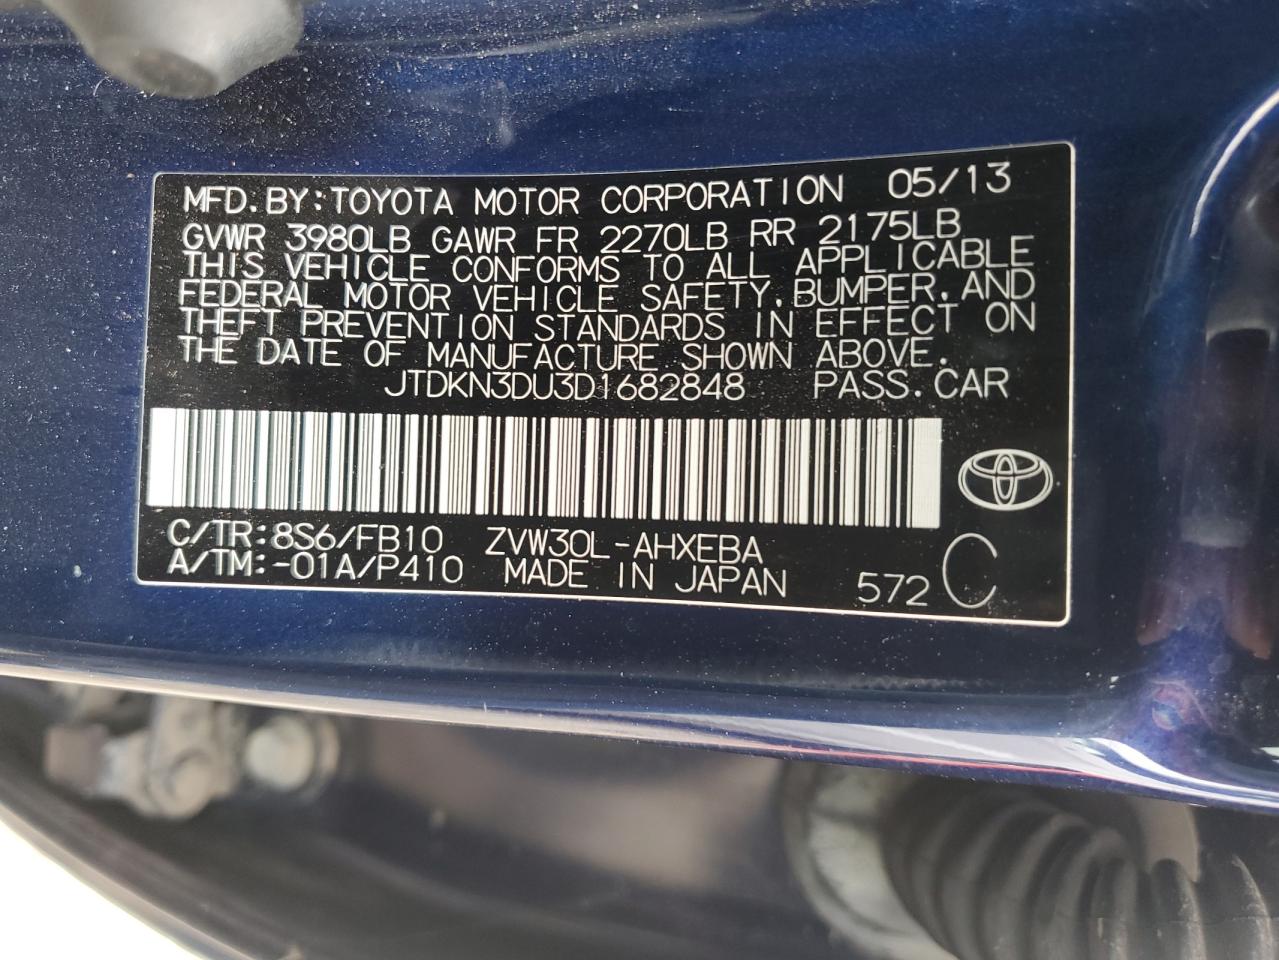 MFD.BY:TOYOTA MOTOR CORPORATION 05/13
GVWR 3980LB GAWR FR 2270LB RR 2175LB
THIS VEHICLE CONFORMS TO ALL APPLICABLE
FEDERAL MOTOR VEHICLE SAFETY,BUMPER,AND
THEFT PREVENTION STANDARDS IN EFFECT ON
THE DATE OF MANUFACTURE SHOWN ABOVE.
JTDKN3DU3D1682848 PASS.CAR
C/TR:8S6/FB10 ZVW30L-AHXEBA
A/TM:-01A/P410 MADE IN JAPAN 572 C